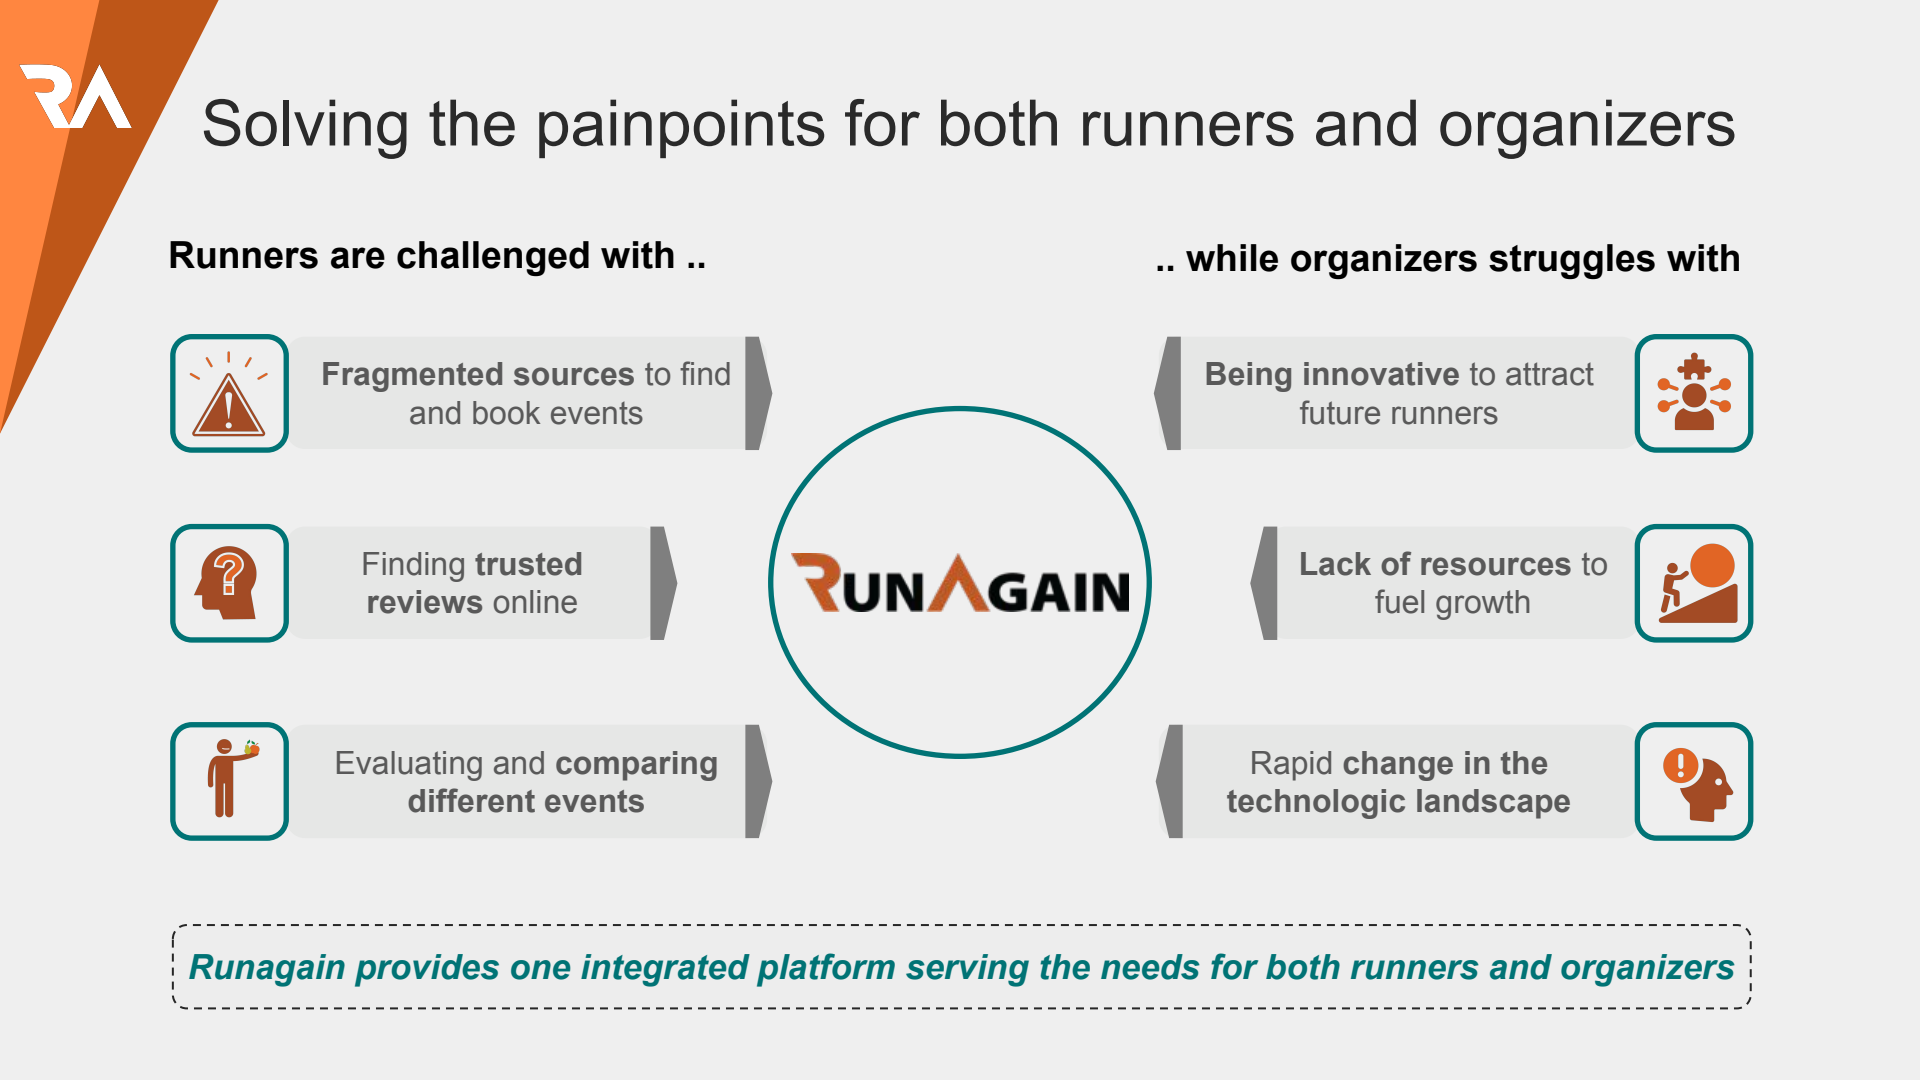 RA
Solving the painpoints for both runners and organizers
Runners are challenged with ..
Fragmented sources to find
and book events
Finding trusted
reviews online
Evaluating and comparing
different events
RUNAGAIN
.. while organizers struggles with
Being innovative to attract
future runners
Lack of resources to
fuel growth
Rapid change in the
technologic landscape
Runagain provides one integrated platform serving the needs for both runners and organizers